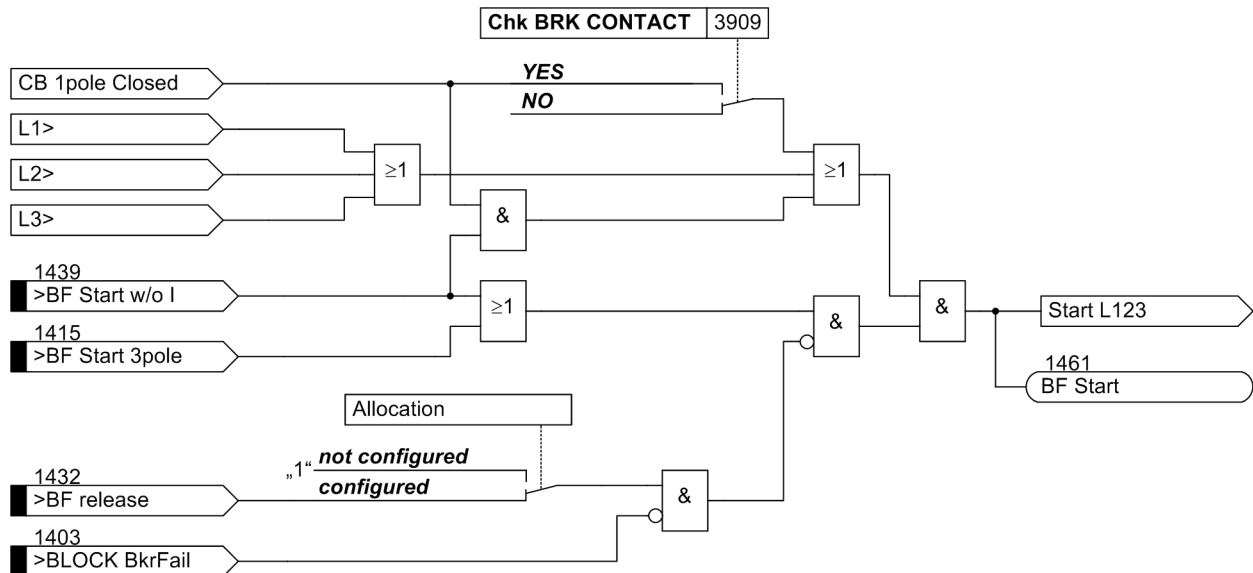 Chk BRK CONTACT 3909
CB 1pole Closed
YES
NO
L1>
L2>
L3>
≥1
≥1
&
1439
>BF Start w/o I
≥1
&
&
Start L123
1415
>BF Start 3pole
1461
BF Start
Allocation
„1“ not configured
configured
1432
>BF release
&
1403
>BLOCK BkrFail